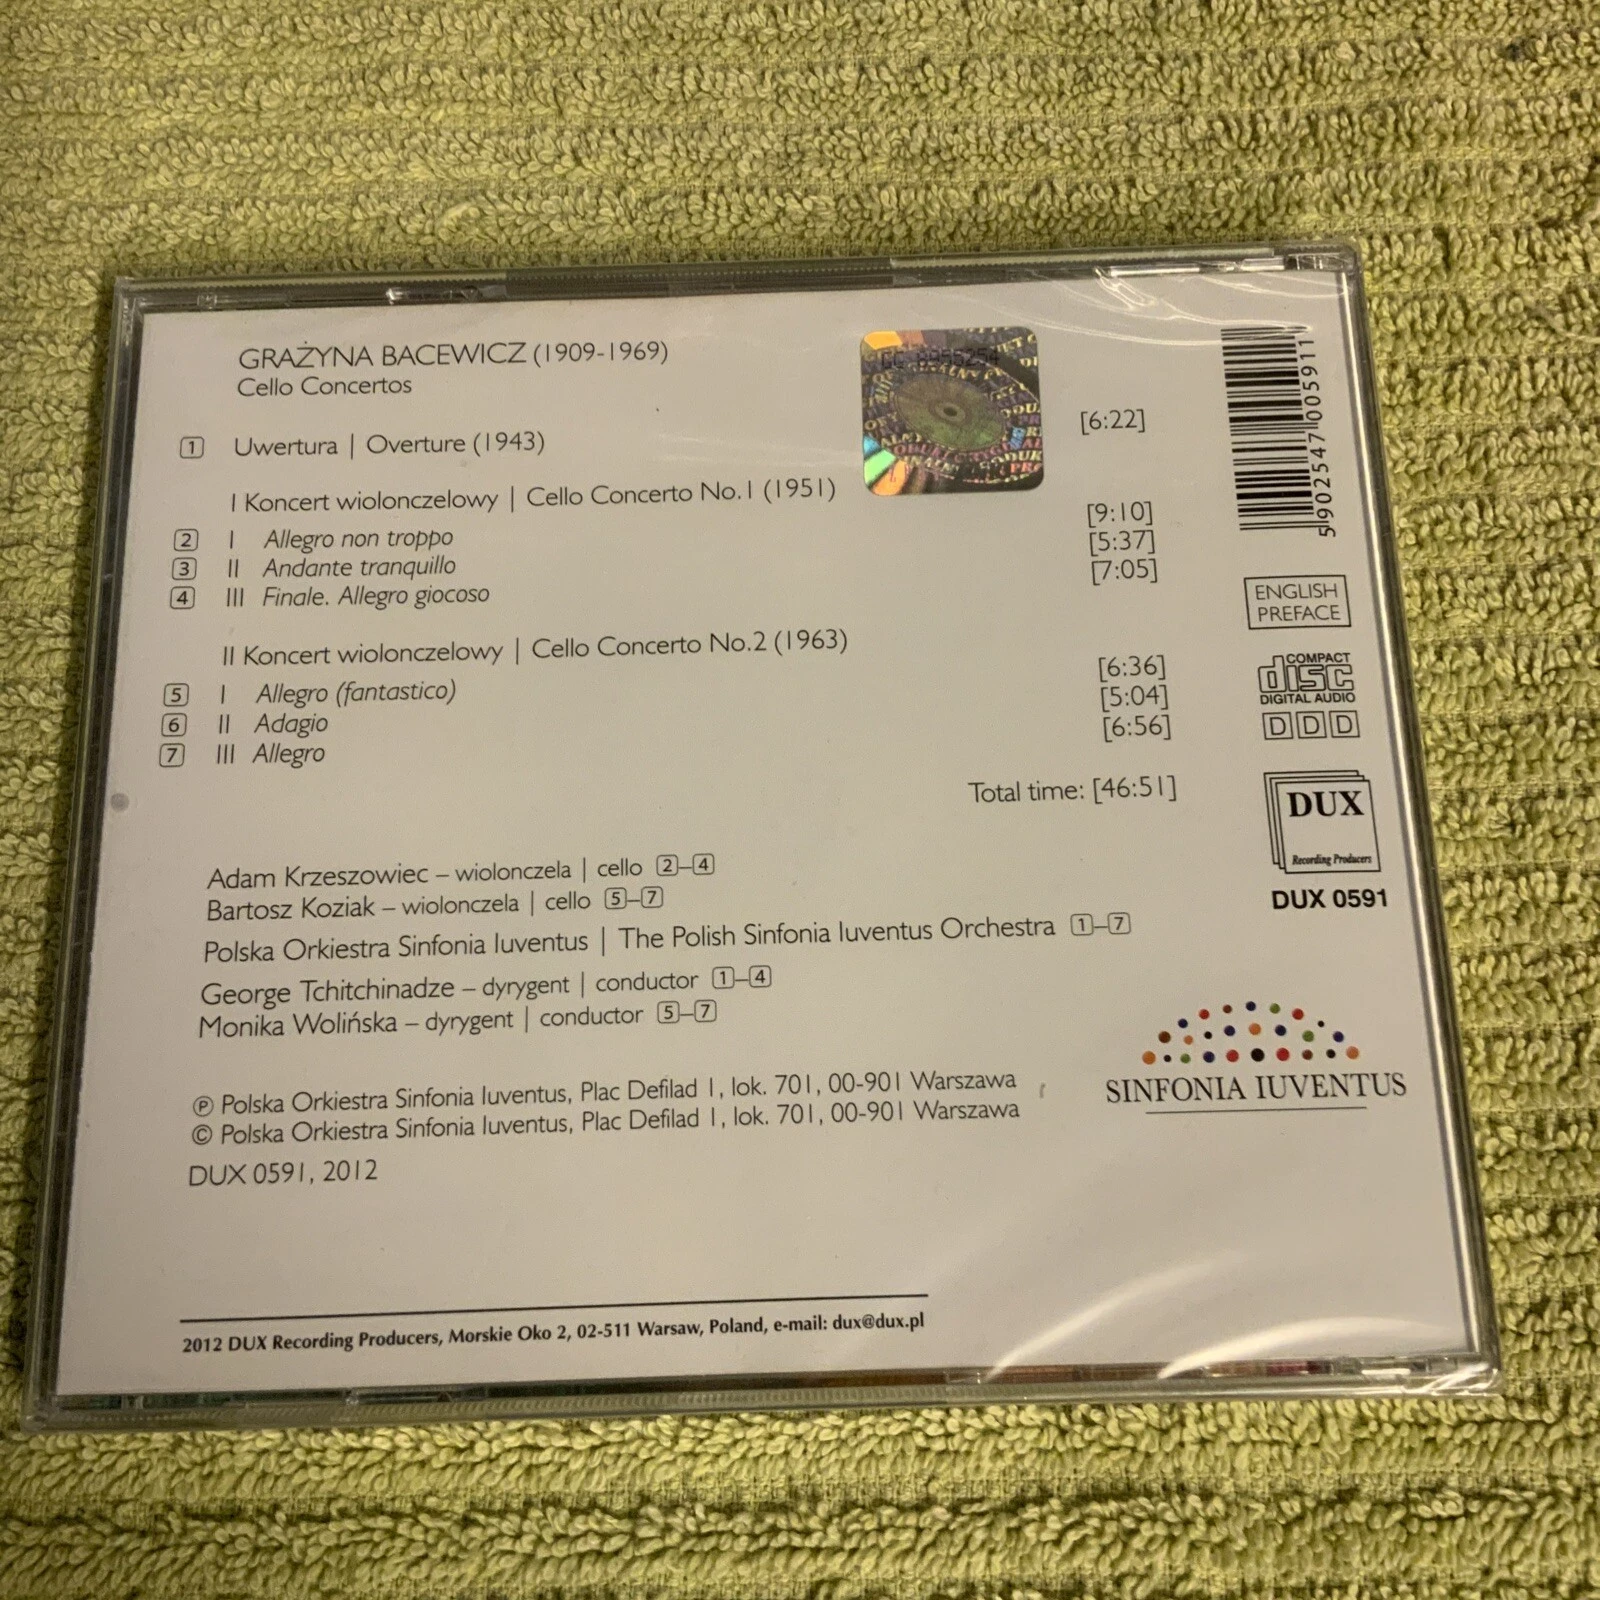 GRAŻYNA BACEWICZ (1909-1969)
Cello Concertos
1 Uwertura | Overture (1943) [6:22]
I Koncert wiolonczelowy | Cello Concerto No.1 (1951)
2 I Allegro non troppo [9:10]
3 II Andante tranquillo [5:37]
4 III Finale. Allegro giocoso [7:05]
II Koncert wiolonczelowy | Cello Concerto No.2 (1963)
5 I Allegro (fantastico) [6:36]
6 II Adagio [5:04]
7 III Allegro [6:56]
Total time: [46:51]
Adam Krzeszowiec – wiolonczela | cello 2–4
Bartosz Koziak – wiolonczela | cello 5–7
Polska Orkiestra Sinfonia Iuventus | The Polish Sinfonia Iuventus Orchestra 1–7
George Tchitchinadze – dyrygent | conductor 1–4
Monika Wolińska – dyrygent | conductor 5–7
℗ Polska Orkiestra Sinfonia Iuventus, Plac Defilad 1, lok. 701, 00-901 Warszawa
© Polska Orkiestra Sinfonia Iuventus, Plac Defilad 1, lok. 701, 00-901 Warszawa
DUX 0591, 2012
2012 DUX Recording Producers, Morskie Oko 2, 02-511 Warsaw, Poland, e-mail: dux@dux.pl
5 902547 005911
ENGLISH
PREFACE
COMPACT
disc
DIGITAL AUDIO
DDD
DUX
Recording Producers
DUX 0591
SINFONIA IUVENTUS